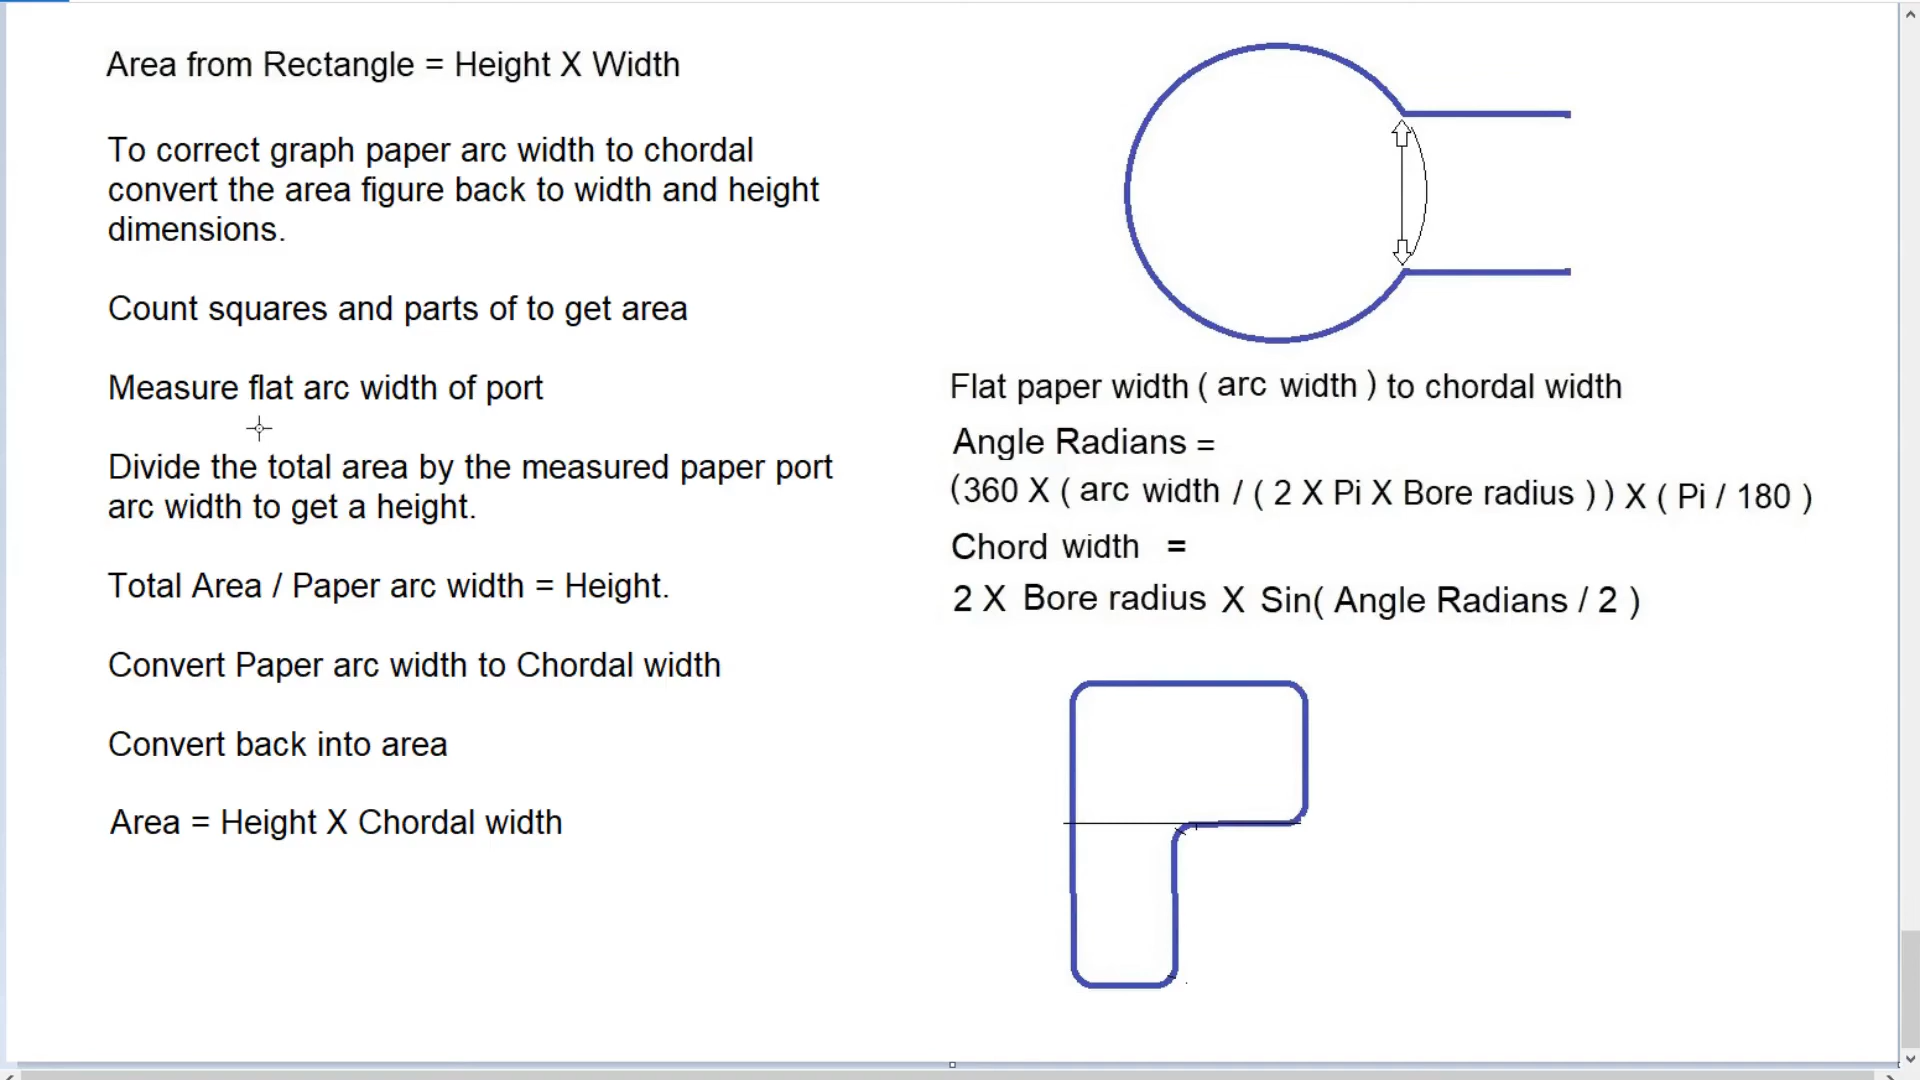 Area from Rectangle = Height X Width
To correct graph paper arc width to chordal
convert the area figure back to width and height
dimensions.
Count squares and parts of to get area
Measure flat arc width of port
Divide the total area by the measured paper port
arc width to get a height.
Total Area / Paper arc width = Height.
Convert Paper arc width to Chordal width
Convert back into area
Area = Height X Chordal width
Flat paper width ( arc width ) to chordal width
Angle Radians =
(360 X ( arc width / ( 2 X Pi X Bore radius ) ) X ( Pi / 180 )
Chord width =
2 X Bore radius X Sin( Angle Radians / 2 )